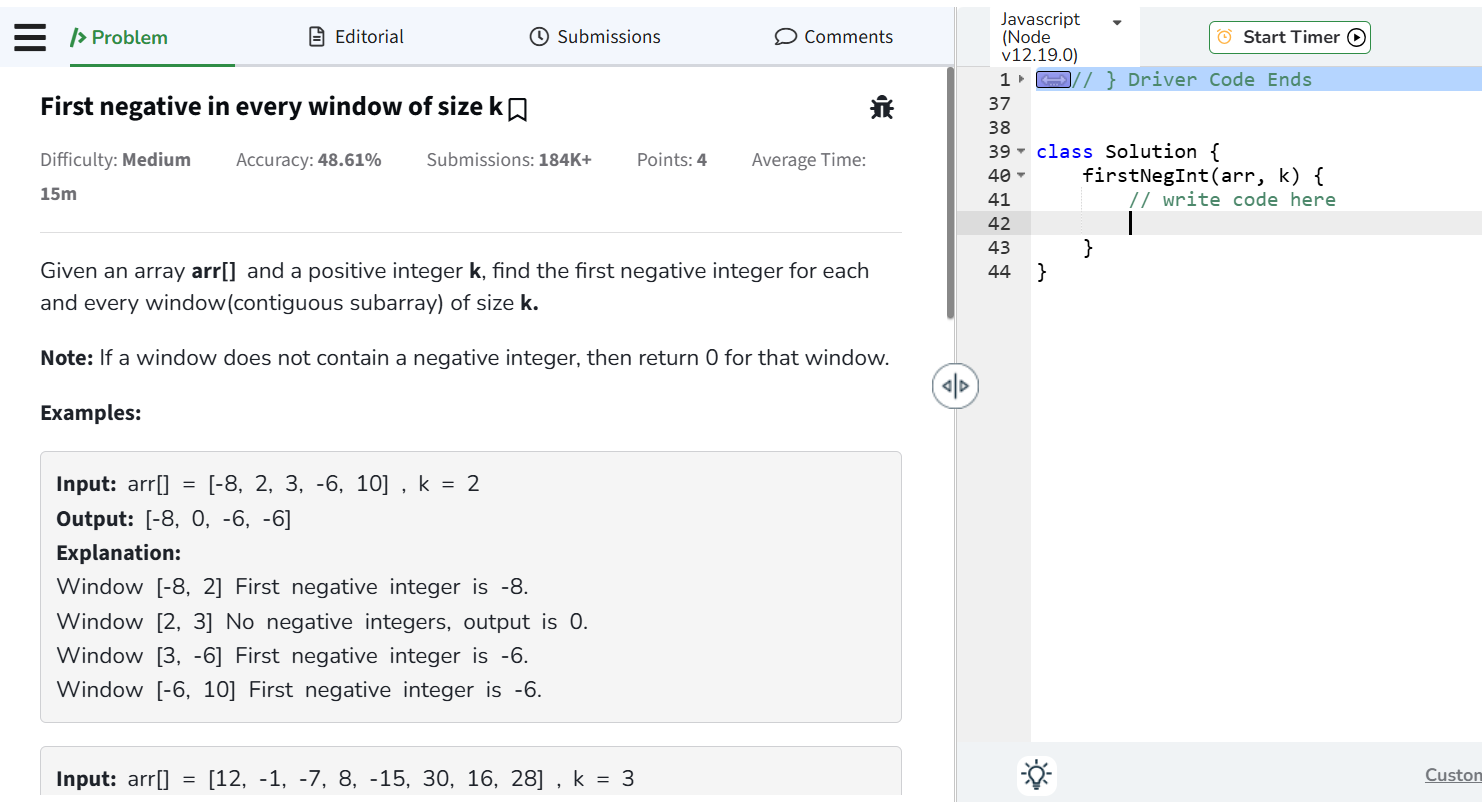 Problem
Editorial
Submissions
Comments
First negative in every window of size k
Difficulty: Medium Accuracy: 48.61% Submissions: 184K+ Points: 4 Average Time:
15m
Given an array arr[] and a positive integer k, find the first negative integer for each
and every window(contiguous subarray) of size k.
Note: If a window does not contain a negative integer, then return 0 for that window.
Examples:
Input: arr[] = [-8, 2, 3, -6, 10] , k = 2
Output: [-8, 0, -6, -6]
Explanation:
Window [-8, 2] First negative integer is -8.
Window [2, 3] No negative integers, output is 0.
Window [3, -6] First negative integer is -6.
Window [-6, 10] First negative integer is -6.
Input: arr[] = [12, -1, -7, 8, -15, 30, 16, 28] , k = 3
Javascript
(Node
v12.19.0)
Start Timer
1 // } Driver Code Ends
37
38
39 class Solution {
40 firstNegInt(arr, k) {
41 // write code here
42
43 }
44 }